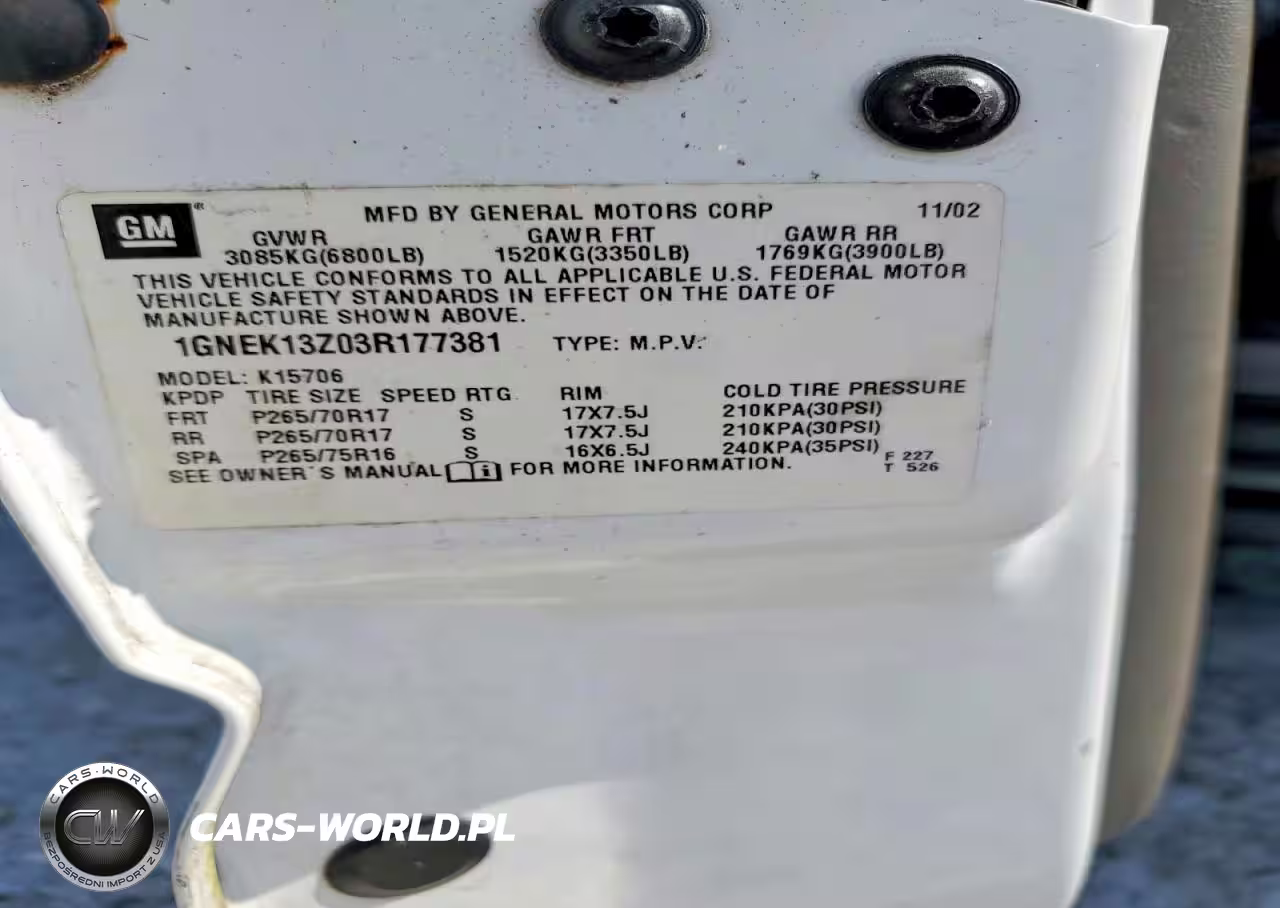 GM® MFD BY GENERAL MOTORS CORP 11/02
GVWR GAWR FRT GAWR RR
3085KG(6800LB) 1520KG(3350LB) 1769KG(3900LB)
THIS VEHICLE CONFORMS TO ALL APPLICABLE U.S. FEDERAL MOTOR
VEHICLE SAFETY STANDARDS IN EFFECT ON THE DATE OF
MANUFACTURE SHOWN ABOVE.
1GNEK13Z03R177381 TYPE: M.P.V.
MODEL: K15706
KPDP TIRE SIZE SPEED RTG RIM COLD TIRE PRESSURE
FRT P265/70R17 S 17X7.5J 210KPA(30PSI)
RR P265/70R17 S 17X7.5J 210KPA(30PSI)
SPA P265/75R16 S 16X6.5J 240KPA(35PSI) F 227
SEE OWNER'S MANUAL FOR MORE INFORMATION. T 526
CARS-WORLD
CW
BEZPOŚREDNI IMPORT Z USA
CARS-WORLD.PL